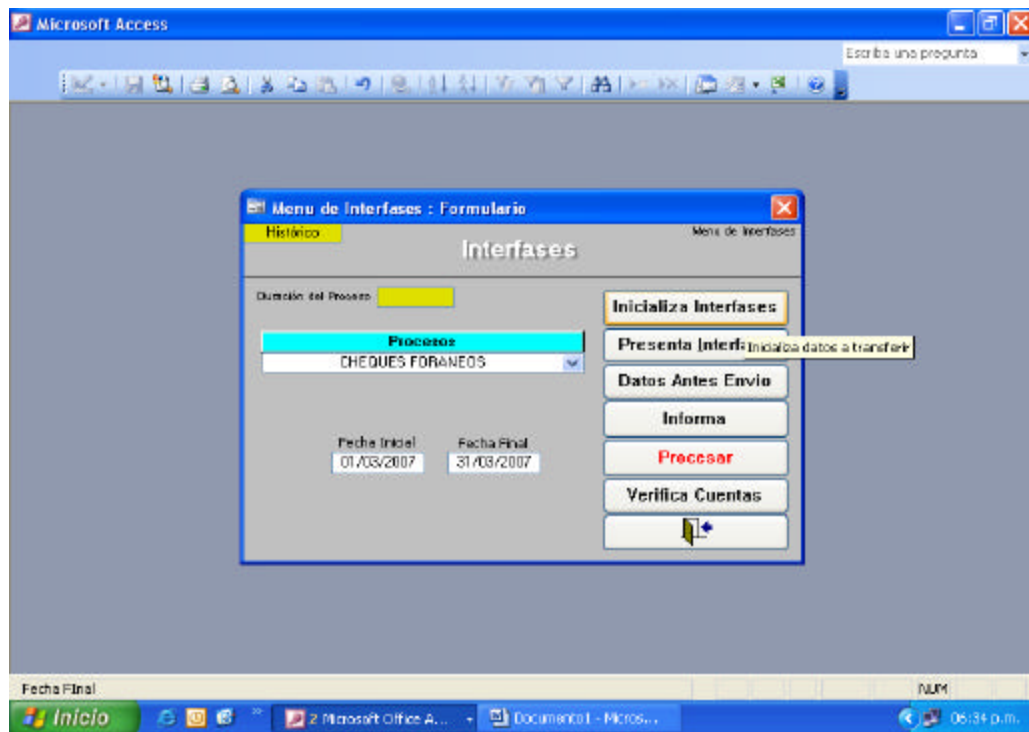 Microsoft Access
Escriba una pregunta
Menu de Interfases : Formulario
Histórico
Menu de Interfases
Interfases
Duración del Proceso
Inicializa Interfases
Procesos
CHEQUES FORANEOS
Presenta Interf
Inicializa datos a transferir
Datos Antes Envio
Informa
Fecha Inicial
Fecha Final
01/03/2007
31/03/2007
Procesar
Verifica Cuentas
Fecha FInal
NUM
Inicio
2 Microsoft Office A...
Documento1 - Micros...
06:34 p.m.